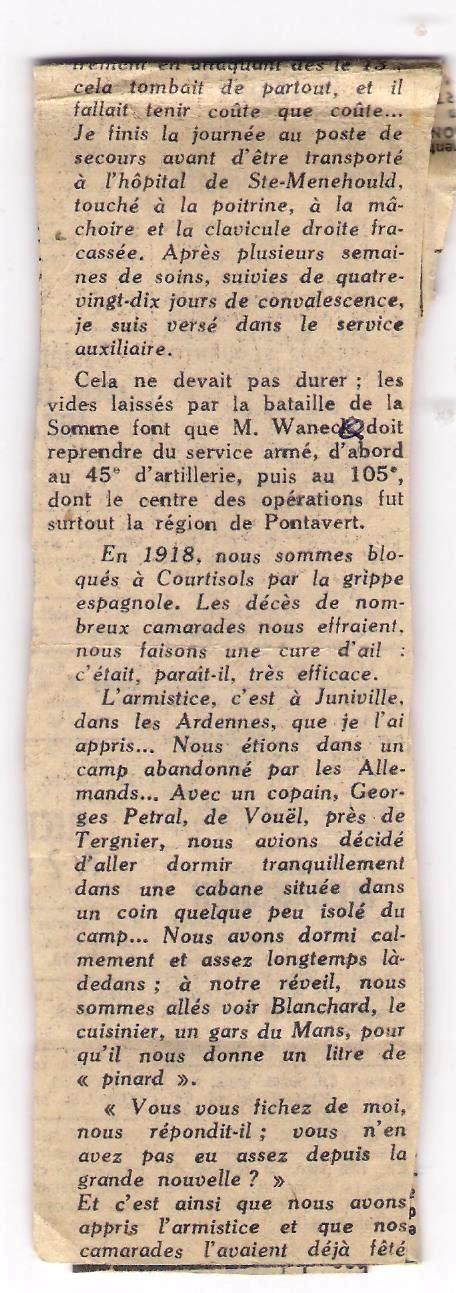 cela tombait de partout, et il
fallait tenir coûte que coûte...
Je finis la journée au poste de
secours avant d'être transporté
à l'hôpital de Ste-Menehould,
touché à la poitrine, à la mâ-
choire et la clavicule droite fra-
cassée. Après plusieurs semai-
nes de soins, suivies de quatre-
vingt-dix jours de convalescence,
je suis versé dans le service
auxiliaire.
Cela ne devait pas durer ; les
vides laissés par la bataille de la
Somme font que M. Waneck doit
reprendre du service armé, d'abord
au 45e d'artillerie, puis au 105e,
dont le centre des opérations fut
surtout la région de Pontavert.
En 1918, nous sommes blo-
qués à Courtisols par la grippe
espagnole. Les décès de nom-
breux camarades nous effraient,
nous faisons une cure d'ail :
c'était, paraît-il, très efficace.
L'armistice, c'est à Juniville,
dans les Ardennes, que je l'ai
appris... Nous étions dans un
camp abandonné par les Alle-
mands... Avec un copain, Geor-
ges Petral, de Vouël, près de
Tergnier, nous avions décidé
d'aller dormir tranquillement
dans une cabane située dans
un coin quelque peu isolé du
camp... Nous avons dormi cal-
mement et assez longtemps là-
dedans ; à notre réveil, nous
sommes allés voir Blanchard, le
cuisinier, un gars du Mans, pour
qu'il nous donne un litre de
« pinard ».
« Vous vous fichez de moi,
nous répondit-il ; vous n'en
avez pas eu assez depuis la
grande nouvelle ? »
Et c'est ainsi que nous avons
appris l'armistice et que nos
camarades l'avaient déjà fêté